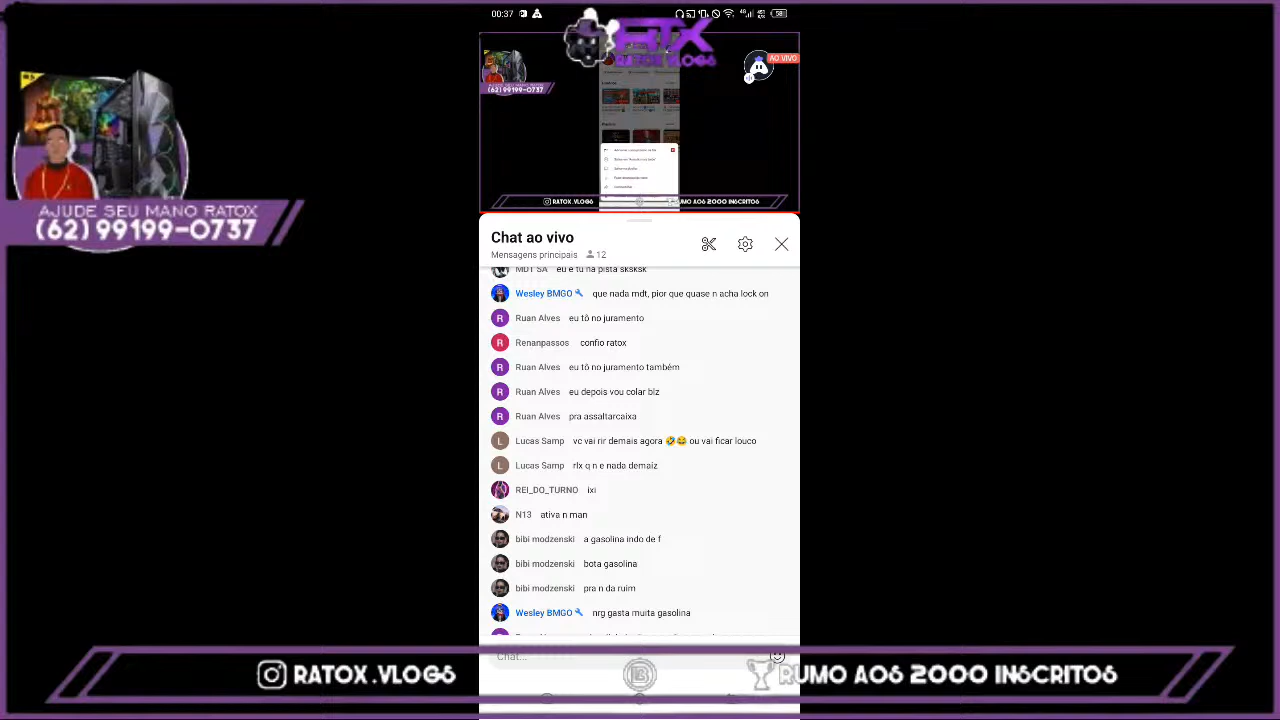 00:37
4G
58
RTX
RATOX VLOGS
AO VIVO
(62) 99199-0737
RATOX.VLOGS
RUMO AOS 2000 INSCRITOS
AJUDE SEU MANO RATOX
(62) 99199-0737
Chat ao vivo
Mensagens principais 12
MDT SA eu e tu na pista sksksk
Wesley BMGO que nada mdt, pior que quase n acha lock on
R Ruan Alves eu tô no juramento
R Renanpassos confio ratox
R Ruan Alves eu tô no juramento também
R Ruan Alves eu depois vou colar blz
R Ruan Alves pra assaltarcaixa
L Lucas Samp vc vai rir demais agora 🤣😂 ou vai ficar louco
L Lucas Samp rlx q n e nada demaiz
REI_DO_TURNO ixi
N13 ativa n man
bibi modzenski a gasolina indo de f
bibi modzenski bota gasolina
bibi modzenski pra n da ruim
Wesley BMGO nrg gasta muita gasolina
Chat...
RATOX.VLOGS
B
RUMO AOS 2000 INSCRITOS